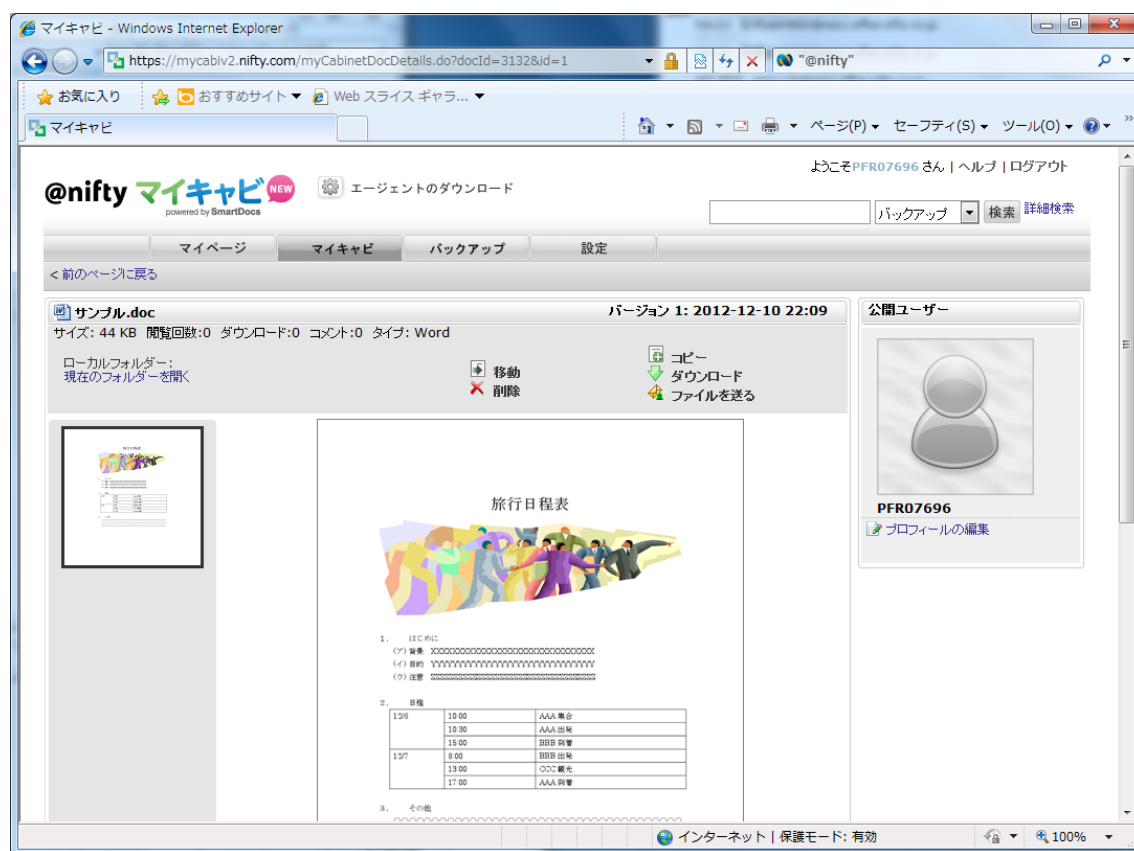 マイキャビ - Windows Internet Explorer
https://mycabiv2.nifty.com/myCabinetDocDetails.do?docId=3132&id=1
"@nifty"
お気に入り おすすめサイト ▼ Web スライス ギャラ... ▼
マイキャビ
ページ(P) ▼ セーフティ(S) ▼ ツール(O) ▼ »
ようこそPFR07696 さん | ヘルプ | ログアウト
@nifty マイキャビ NEW
powered by SmartDocs
エージェントのダウンロード
バックアップ 検索 詳細検索
マイページ マイキャビ バックアップ 設定
< 前のページに戻る
サンプル.doc バージョン 1: 2012-12-10 22:09
サイズ: 44 KB 閲覧回数:0 ダウンロード:0 コメント:0 タイプ: Word
ローカルフォルダー:
現在のフォルダーを開く
移動
削除
コピー
ダウンロード
ファイルを送る
公開ユーザー
PFR07696
プロフィールの編集
旅行日程表
1. はじめに
(ア) 背景
(イ) 目的
(ウ) 注意
2. 日程
12/6 10:00 AAA 集合
10:30 AAA 出発
15:00 BBB 到着
12/7 8:00 BBB 出発
13:00 CCC 観光
17:00 AAA 到着
3. その他
インターネット | 保護モード: 有効
100%